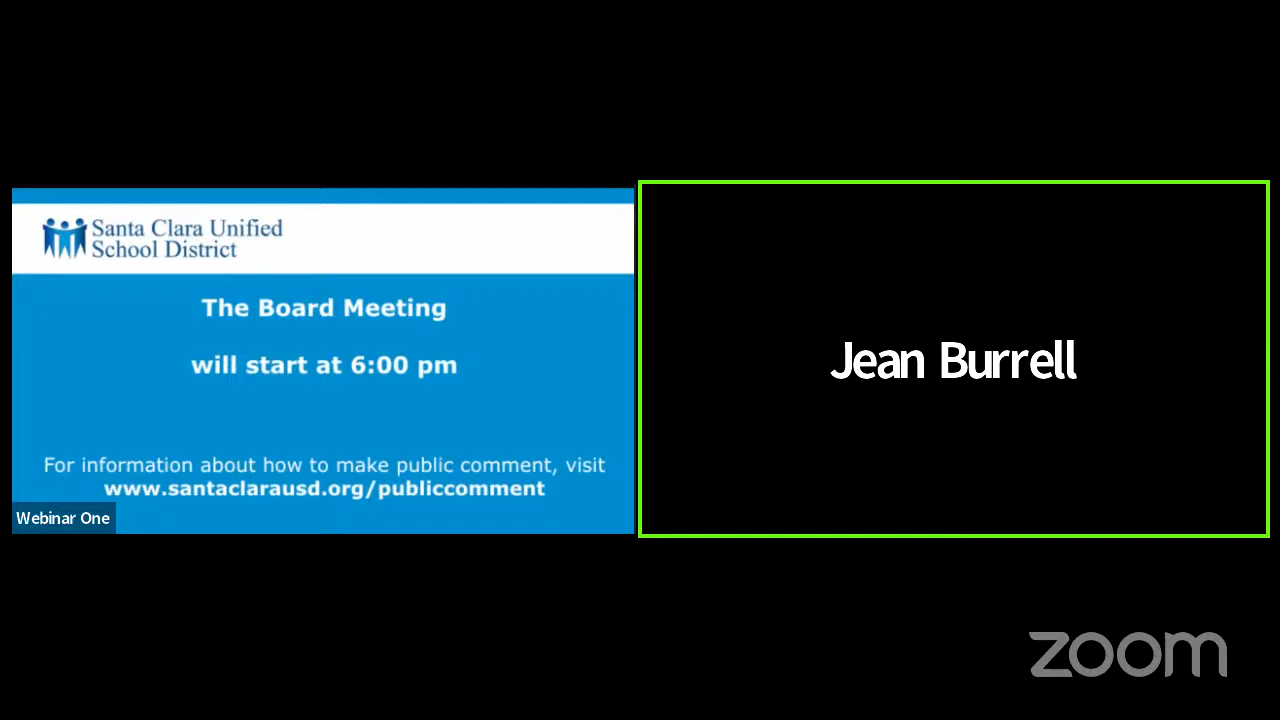 Santa Clara Unified
School District
The Board Meeting
will start at 6:00 pm
For information about how to make public comment, visit
www.santaclarausd.org/publiccomment
Webinar One
Jean Burrell
zoom